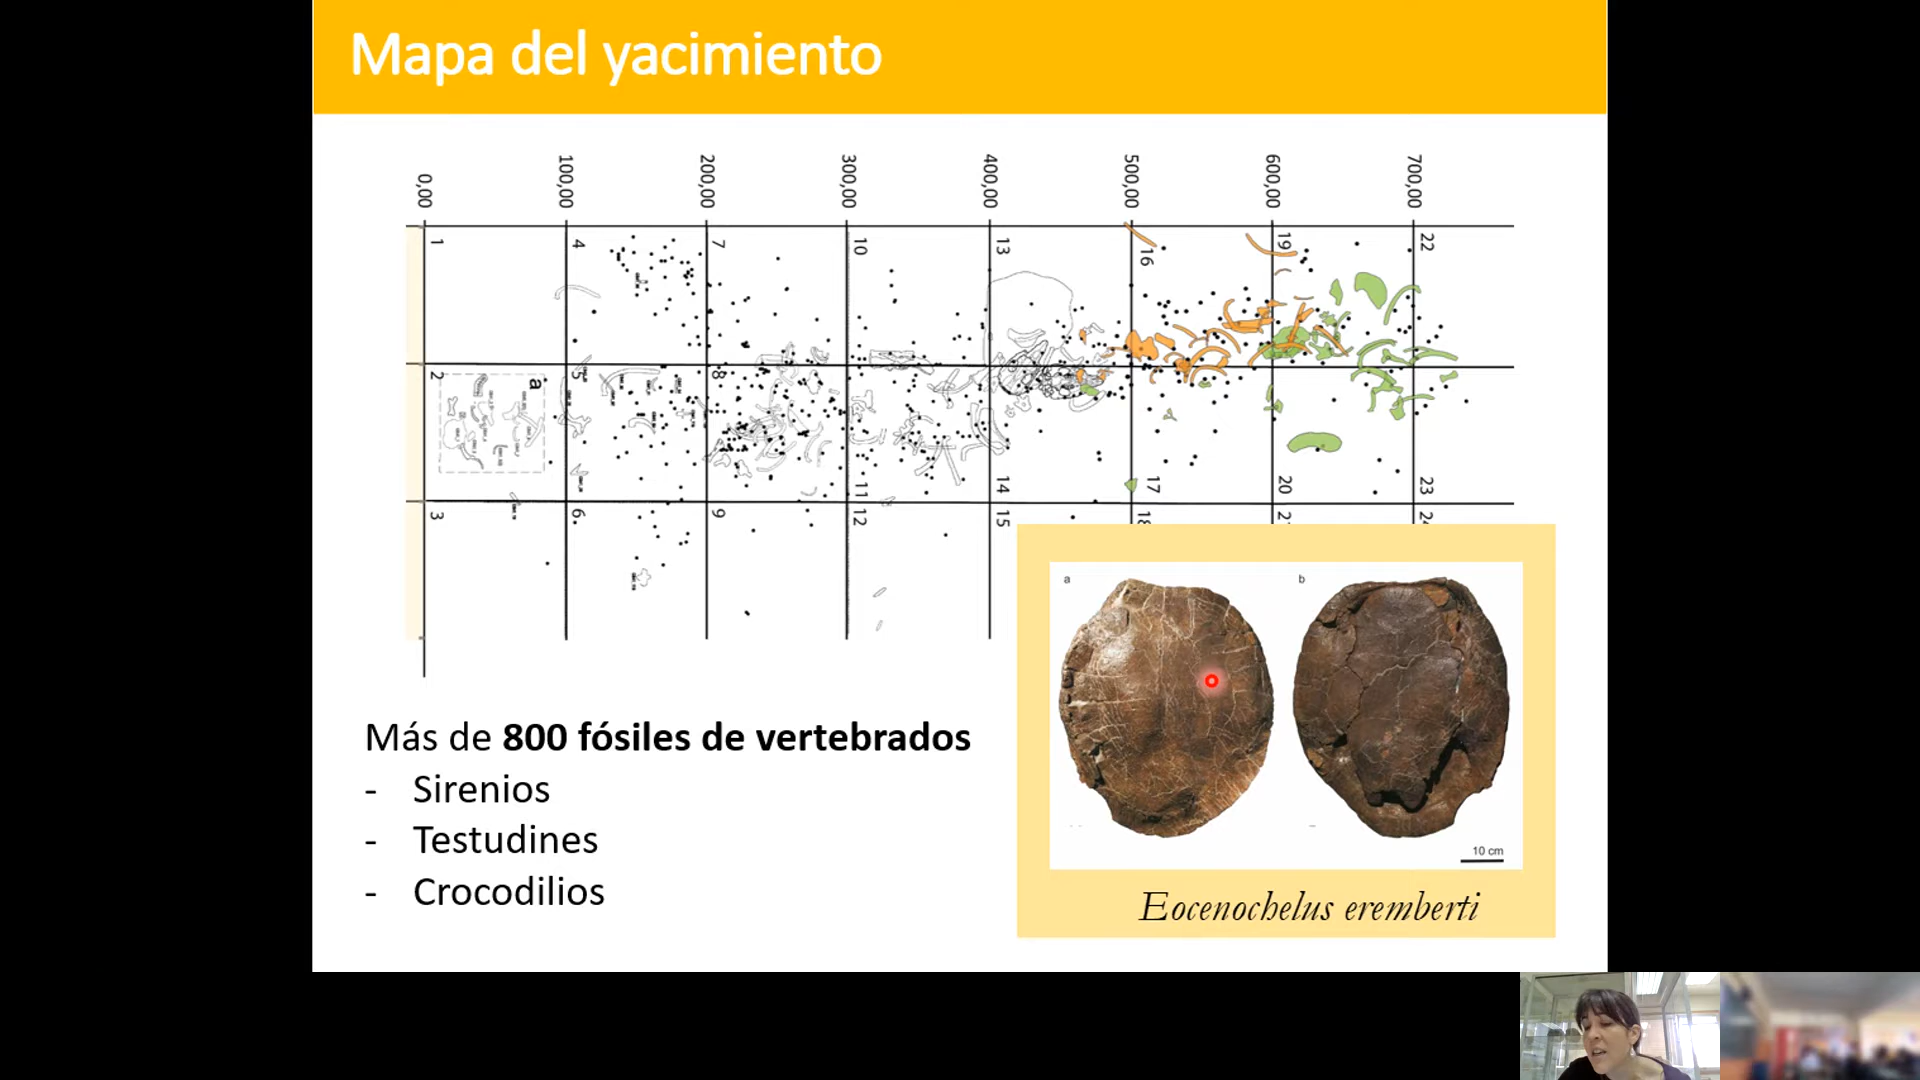 Mapa del yacimiento
0,00 100,00 200,00 300,00 400,00 500,00 600,00 700,00
1 4 7 10 13 16 19 22
2 a 5 8 11 14 17 20 23
3 6 9 12 15
a b
10 cm
Eocenochelus eremberti
Más de 800 fósiles de vertebrados
- Sirenios
- Testudines
- Crocodilios